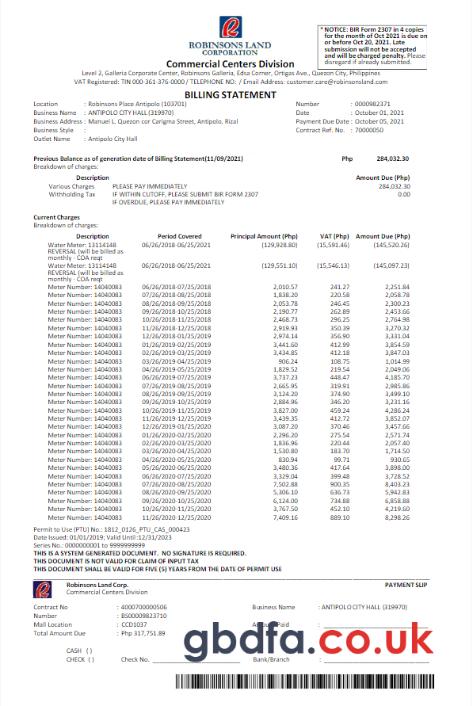 ROBINSONS LAND
CORPORATION
* NOTICE: BIR Form 2307 in 4 copies
for the month of Oct 2021 is due on
or before Oct 20, 2021. Late
submission will not be accepted
and will be penalty. Please
disregard if already submitted.
Commercial Centers Division
Level 2, Galleria Corporate Center, Robinsons Galleria, Edsa Corner, Ortigas Ave., Quezon City, Philippines
VAT Registered: TIN 000-361-376-0000 / TELEPHONE NO: / Email Address: customer.care@robinsonsland.com
BILLING STATEMENT
Location : Robinsons Place Antipolo (103701) Number : 0000982371
Business Name : ANTIPOLO CITY HALL (319970) Date : October 01, 2021
Business Address : Manuel L. Quezon cor Carigma Street, Antipolo, Rizal Payment Due Date : October 05, 2021
Business Style : Contract Ref. No. : 70000050
Outlet Name : Antipolo City Hall
Previous Balance as of generation date of Billing Statement(11/09/2021) Php 284,032.30
Breakdown of charges:
Description Amount Due (Php)
Various Charges PLEASE PAY IMMEDIATELY 284,032.30
Withholding Tax IF WITHIN CUTOFF, PLEASE SUBMIT BIR FORM 2307 0.00
IF OVERDUE, PLEASE PAY IMMEDIATELY
Current Charges
Breakdown of charges:
Description Period Covered Principal Amount (Php) VAT (Php) Amount Due (Php)
Water Meter: 13114148 06/26/2018-06/25/2021 (129,928.80) (15,591.46) (145,520.26)
REVERSAL (will be billed as
monthly - COA reqt
Water Meter: 13114148 06/26/2018-06/25/2021 (129,551.10) (15,546.13) (145,097.23)
REVERSAL (will be billed as
monthly - COA reqt
Meter Number: 14040083 06/26/2018-07/25/2018 2,010.57 241.27 2,251.84
Meter Number: 14040083 07/26/2018-08/25/2018 1,838.20 220.58 2,058.78
Meter Number: 14040083 08/26/2018-09/25/2018 2,053.78 246.45 2,300.23
Meter Number: 14040083 09/26/2018-10/25/2018 2,190.77 262.89 2,453.66
Meter Number: 14040083 10/26/2018-11/25/2018 2,468.73 296.25 2,764.98
Meter Number: 14040083 11/26/2018-12/25/2018 2,919.93 350.39 3,270.32
Meter Number: 14040083 12/26/2018-01/25/2019 2,974.14 356.90 3,331.04
Meter Number: 14040083 01/26/2019-02/25/2019 3,441.60 412.99 3,854.59
Meter Number: 14040083 02/26/2019-03/25/2019 3,434.85 412.18 3,847.03
Meter Number: 14040083 03/26/2019-04/25/2019 906.24 108.75 1,014.99
Meter Number: 14040083 04/26/2019-05/25/2019 1,829.52 219.54 2,049.06
Meter Number: 14040083 06/26/2019-07/25/2019 3,737.23 448.47 4,185.70
Meter Number: 14040083 07/26/2019-08/25/2019 2,665.95 319.91 2,985.86
Meter Number: 14040083 08/26/2019-09/25/2019 3,124.20 374.90 3,499.10
Meter Number: 14040083 09/26/2019-10/25/2019 2,884.96 346.20 3,231.16
Meter Number: 14040083 10/26/2019-11/25/2019 3,827.00 459.24 4,286.24
Meter Number: 14040083 11/26/2019-12/25/2019 3,439.35 412.72 3,852.07
Meter Number: 14040083 12/26/2019-01/25/2020 3,087.20 370.46 3,457.66
Meter Number: 14040083 01/26/2020-02/25/2020 2,296.20 275.54 2,571.74
Meter Number: 14040083 02/26/2020-03/25/2020 1,836.96 220.44 2,057.40
Meter Number: 14040083 03/26/2020-04/25/2020 1,530.80 183.70 1,714.50
Meter Number: 14040083 04/26/2020-05/25/2020 830.94 99.71 930.65
Meter Number: 14040083 05/26/2020-06/25/2020 3,480.36 417.64 3,898.00
Meter Number: 14040083 06/26/2020-07/25/2020 3,329.04 399.48 3,728.52
Meter Number: 14040083 07/26/2020-08/25/2020 7,502.88 900.35 8,403.23
Meter Number: 14040083 08/26/2020-09/25/2020 5,306.10 636.73 5,942.83
Meter Number: 14040083 09/26/2020-10/25/2020 6,124.00 734.88 6,858.88
Meter Number: 14040083 10/26/2020-11/25/2020 3,767.50 452.10 4,219.60
Meter Number: 14040083 11/26/2020-12/25/2020 7,409.16 889.10 8,298.26
Permit to Use (PTU) No.: 1812_0126_PTU_CAS_000423
Date Issued: 01/01/2019; Valid Until:12/31/2023
Series No.: 0000000001 to 9999999999
THIS IS A SYSTEM GENERATED DOCUMENT. NO SIGNATURE IS REQUIRED.
THIS DOCUMENT IS NOT VALID FOR CLAIM OF INPUT TAX
THIS DOCUMENT SHALL BE VALID FOR FIVE (5) YEARS FROM THE DATE OF PERMIT USE
Robinsons Land Corp. PAYMENT SLIP
Commercial Centers Division
Contract No : 4000700000506 Business Name : ANTIPOLO CITY HALL (319970)
Number : BS00009823710
Mall Location : CCD1037 Amount Paid :
Total Amount Due : Php 317,751.89
gbdfa.co.uk
CASH ( )
CHECK ( ) Check No. Bank/Branch :